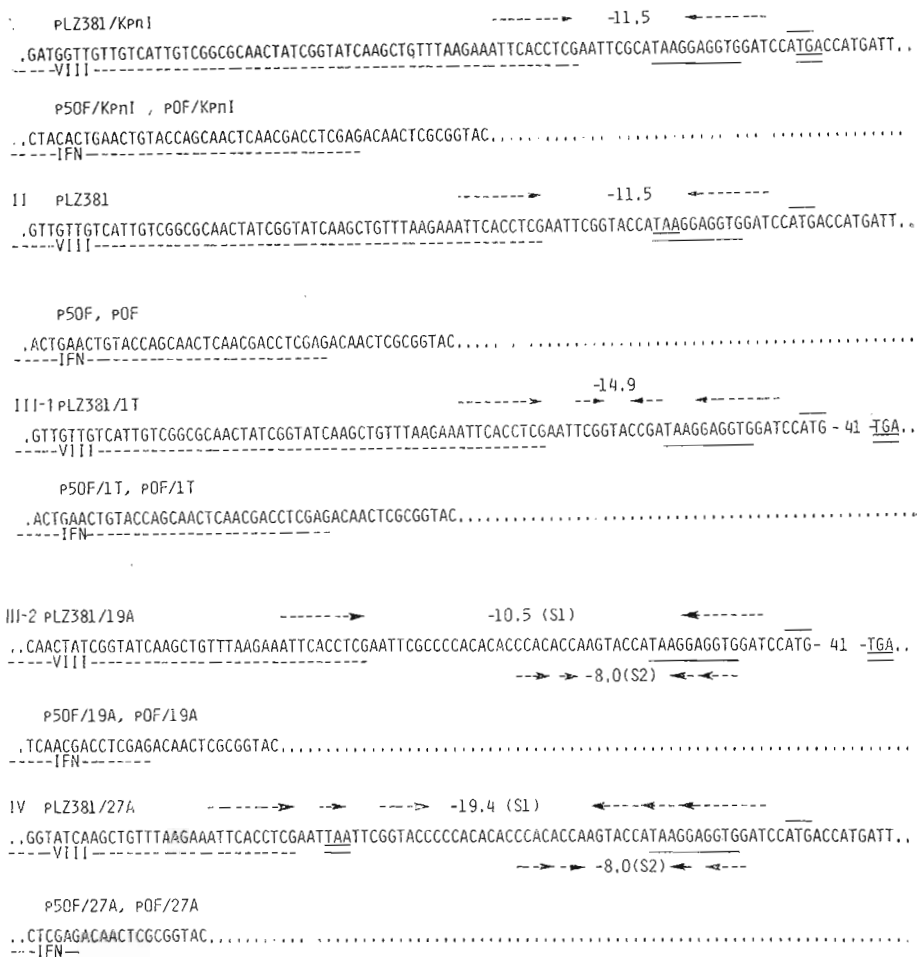 pLZ381/KpnI -11,5
.GATGGTTGTTGTCATTGTCGGCGCAACTATCGGTATCAAGCTGTTTAAGAAATTCACCTCGAATTCGCATAAGGAGGTGGATCCATGACCATGATT..
VIII
p50F/KpnI , p0F/KpnI
..CTACACTGAACTGTACCAGCAACTCAACGACCTCGAGACAACTCGCGGTAC
IFN
II pLZ381 -11,5
.GTTGTTGTCATTGTCGGCGCAACTATCGGTATCAAGCTGTTTAAGAAATTCACCTCGAATTCGGTACCATAAGGAGGTGGATCCATGACCATGATT..
VIII
p50F, p0F
.ACTGAACTGTACCAGCAACTCAACGACCTCGAGACAACTCGCGGTAC
IFN
III-1 pLZ381/1T -14,9
.GTTGTTGTCATTGTCGGCGCAACTATCGGTATCAAGCTGTTTAAGAAATTCACCTCGAATTCGGTACCGATAAGGAGGTGGATCCATG - 41 -TGA..
VIII
p50F/1T, p0F/1T
.ACTGAACTGTACCAGCAACTCAACGACCTCGAGACAACTCGCGGTAC
IFN
III-2 pLZ381/19A -10,5 (S1)
..CAACTATCGGTATCAAGCTGTTTAAGAAATTCACCTCGAATTCGCCCCACACACCCACACCAAGTACCATAAGGAGGTGGATCCATG- 41 -TGA..
VIII
-8,0(S2)
p50F/19A, p0F/19A
.TCAACGACCTCGAGACAACTCGCGGTAC
IFN
IV pLZ381/27A -19,4 (S1)
..GGTATCAAGCTGTTTAAGAAATTCACCTCGAATTAATTCGGTACCCCCACACACCCACACCAAGTACCATAAGGAGGTGGATCCATGACCATGATT..
VIII
-8,0(S2)
p50F/27A, p0F/27A
..CTCGAGACAACTCGCGGTAC
IFN